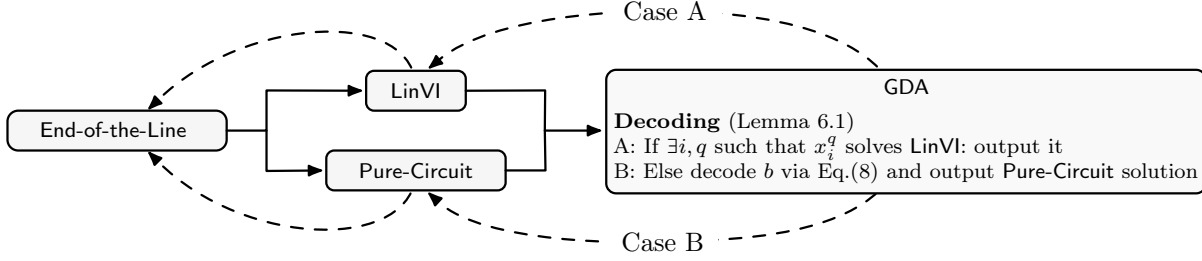 Case A
GDA
LinVI
Decoding (Lemma 6.1)
End-of-the-Line
A: If ∃i, q such that x_i^q solves LinVI: output it
B: Else decode b via Eq.(8) and output Pure-Circuit solution
Pure-Circuit
Case B